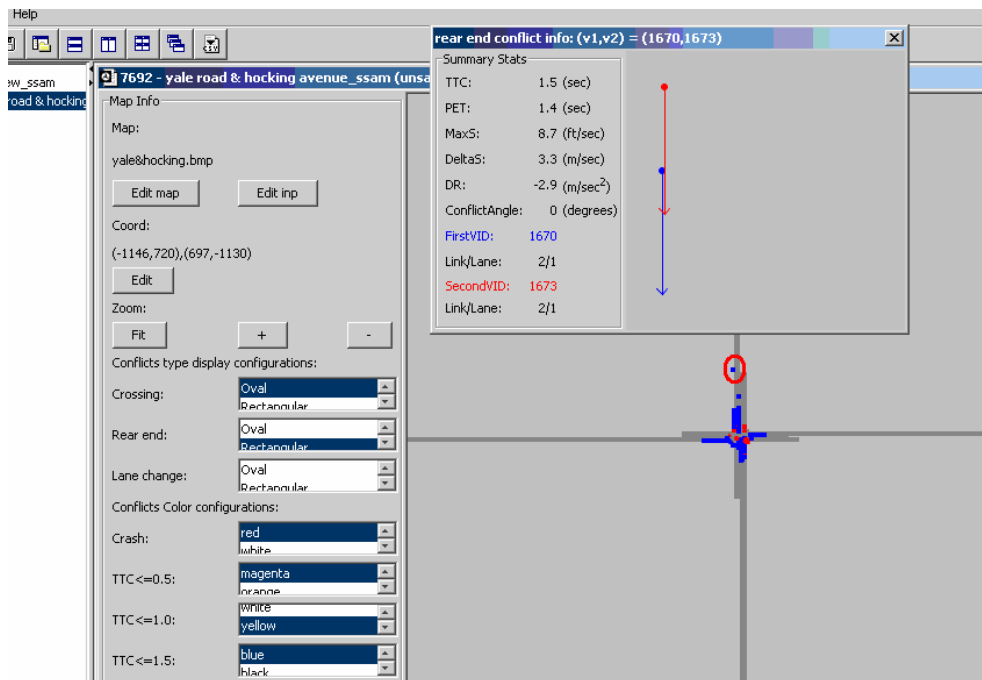 Help
ew_ssam
road & hocking
7692 - yale road & hocking avenue_ssam (unsa
Map Info
Map:
yale&hocking.bmp
Edit map
Edit inp
Coord:
(-1146,720),(697,-1130)
Edit
Zoom:
Fit
+
-
Conflicts type display configurations:
Crossing:
Oval
Rectangular
Rear end:
Oval
Rectangular
Lane change:
Oval
Rectangular
Conflicts Color configurations:
Crash:
red
white
TTC<=0.5:
magenta
orange
TTC<=1.0:
white
yellow
TTC<=1.5:
blue
black
rear end conflict info: (v1,v2) = (1670,1673)
Summary Stats
TTC: 1.5 (sec)
PET: 1.4 (sec)
MaxS: 8.7 (ft/sec)
DeltaS: 3.3 (m/sec)
DR: -2.9 (m/sec²)
ConflictAngle: 0 (degrees)
FirstVID: 1670
Link/Lane: 2/1
SecondVID: 1673
Link/Lane: 2/1